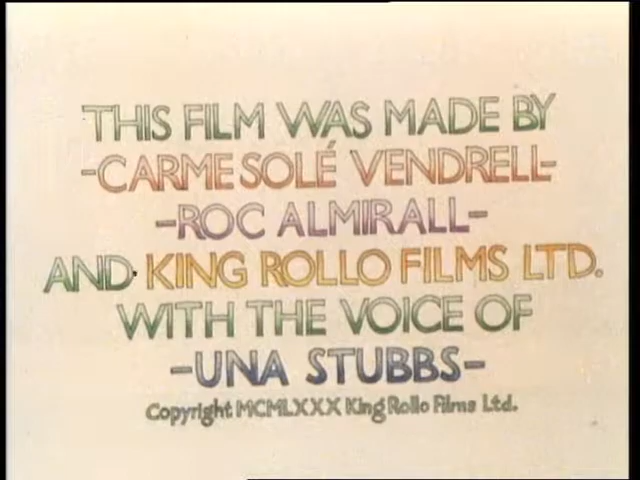 THIS FILM WAS MADE BY
-CARME SOLÉ VENDRELL-
-ROC ALMIRALL-
AND KING ROLLO FILMS LTD.
WITH THE VOICE OF
-UNA STUBBS-
Copyright MCMLXXX King Rollo Films Ltd.